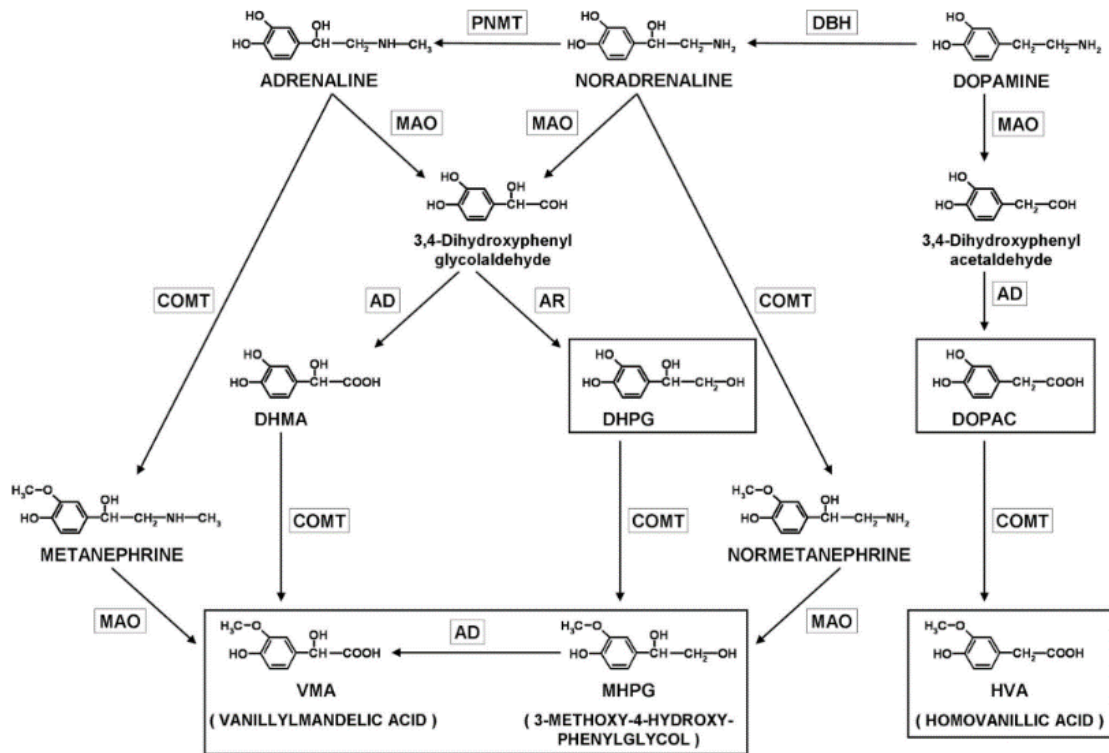 OH
HO
HO
CH—CH₂—NH—CH₃
ADRENALINE
PNMT
OH
HO
HO
CH—CH₂—NH₂
NORADRENALINE
DBH
HO
HO
CH₂—CH₂—NH₂
DOPAMINE
MAO
MAO
MAO
HO
OH
HO
CH—COH
3,4-Dihydroxyphenyl
glycolaldehyde
HO
HO
CH₂—COH
3,4-Dihydroxyphenyl
acetaldehyde
COMT
AD
AR
COMT
AD
HO
OH
HO
CH—COOH
DHMA
HO
OH
HO
CH—CH₂—OH
DHPG
HO
HO
CH₂—COOH
DOPAC
H₃C—O
OH
HO
CH—CH₂—NH—CH₃
METANEPHRINE
COMT
COMT
H₃C—O
OH
HO
CH—CH₂—NH₂
NORMETANEPHRINE
COMT
MAO
MAO
H₃C—O
OH
HO
CH—COOH
VMA
( VANILLYLMANDELIC ACID )
AD
H₃C—O
OH
HO
CH—CH₂—OH
MHPG
( 3-METHOXY-4-HYDROXY-
PHENYLGLYCOL )
H₃C—O
HO
CH₂—COOH
HVA
( HOMOVANILLIC ACID )